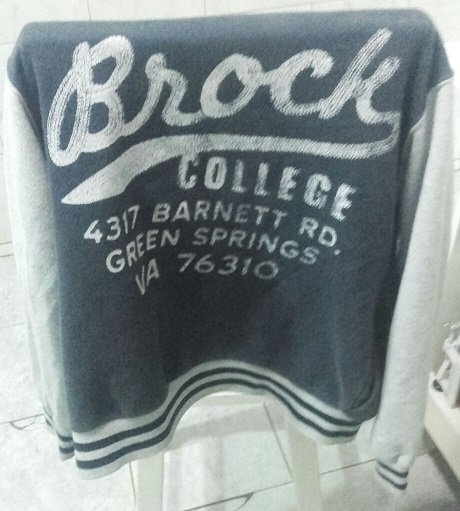 Brock
COLLEGE
4317 BARNETT RD.
GREEN SPRINGS
VA 76310